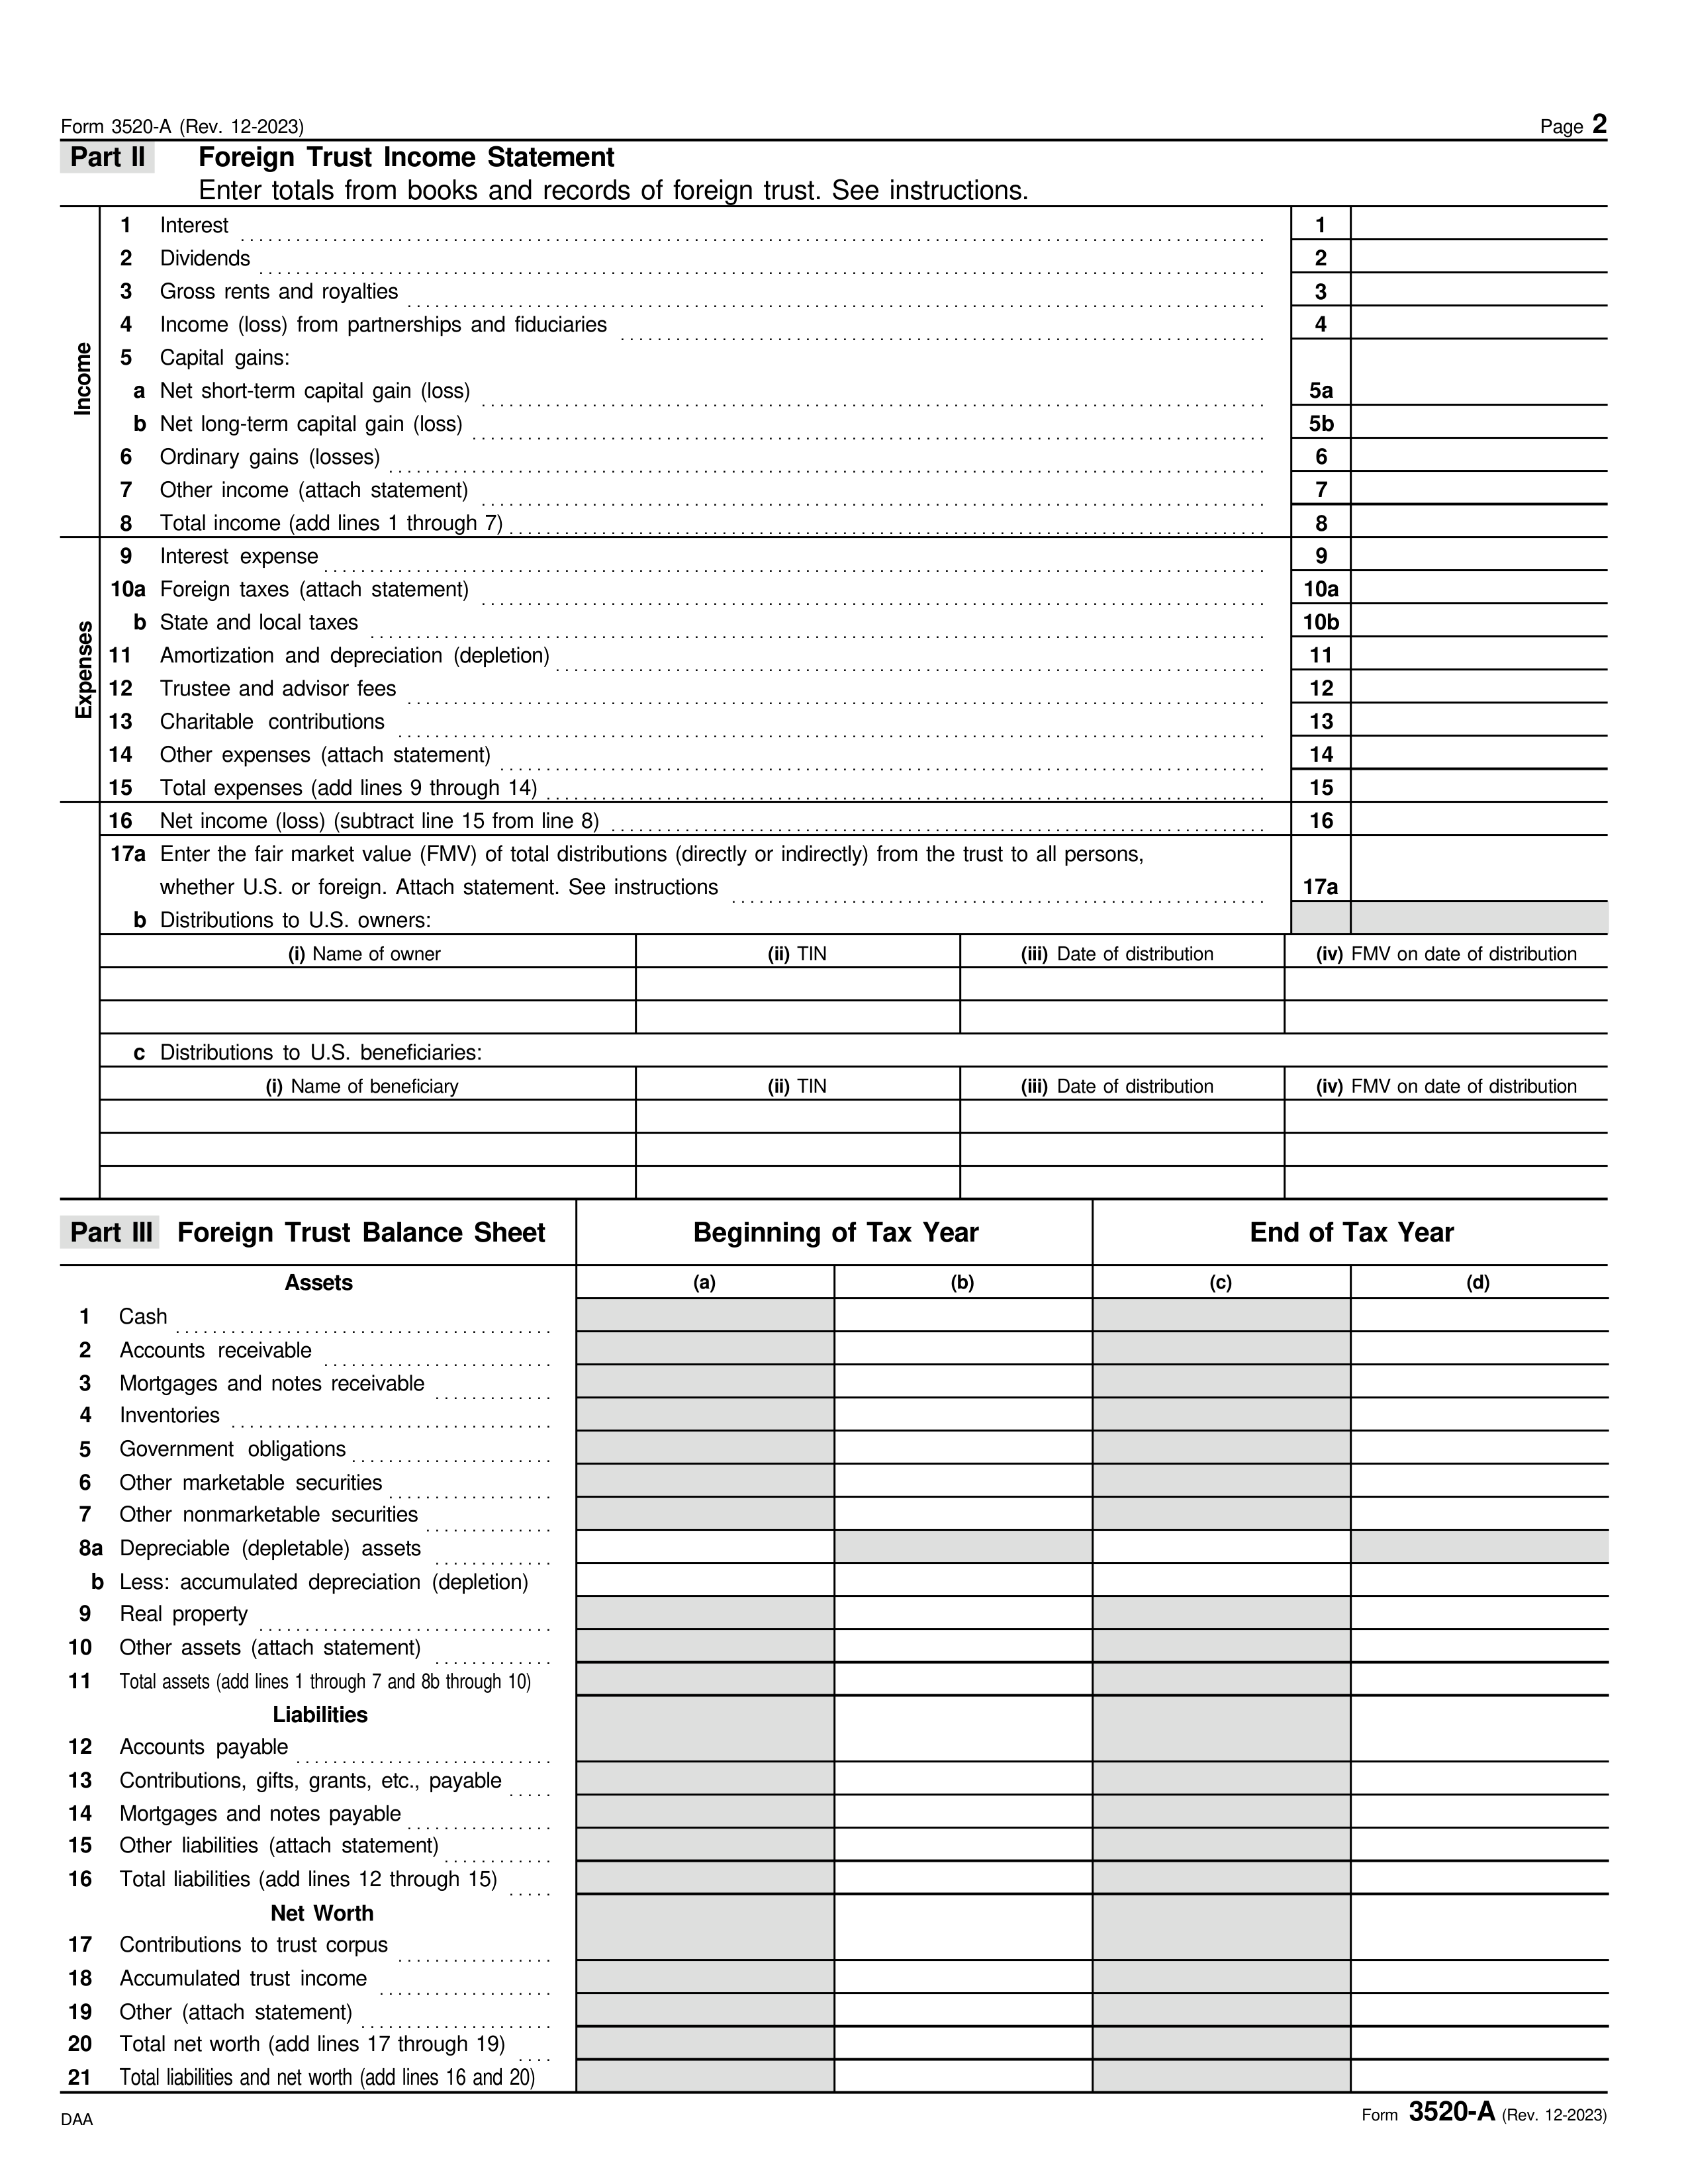 Form 3520-A (Rev. 12-2023) Page 2
Part II Foreign Trust Income Statement
Enter totals from books and records of foreign trust. See instructions.
Income
1 Interest 1
2 Dividends 2
3 Gross rents and royalties 3
4 Income (loss) from partnerships and fiduciaries 4
5 Capital gains:
a Net short-term capital gain (loss) 5a
b Net long-term capital gain (loss) 5b
6 Ordinary gains (losses) 6
7 Other income (attach statement) 7
8 Total income (add lines 1 through 7) 8
Expenses
9 Interest expense 9
10a Foreign taxes (attach statement) 10a
b State and local taxes 10b
11 Amortization and depreciation (depletion) 11
12 Trustee and advisor fees 12
13 Charitable contributions 13
14 Other expenses (attach statement) 14
15 Total expenses (add lines 9 through 14) 15
16 Net income (loss) (subtract line 15 from line 8) 16
17a Enter the fair market value (FMV) of total distributions (directly or indirectly) from the trust to all persons,
whether U.S. or foreign. Attach statement. See instructions 17a
b Distributions to U.S. owners:
(i) Name of owner (ii) TIN (iii) Date of distribution (iv) FMV on date of distribution
c Distributions to U.S. beneficiaries:
(i) Name of beneficiary (ii) TIN (iii) Date of distribution (iv) FMV on date of distribution
Part III Foreign Trust Balance Sheet Beginning of Tax Year End of Tax Year
Assets (a) (b) (c) (d)
1 Cash
2 Accounts receivable
3 Mortgages and notes receivable
4 Inventories
5 Government obligations
6 Other marketable securities
7 Other nonmarketable securities
8a Depreciable (depletable) assets
b Less: accumulated depreciation (depletion)
9 Real property
10 Other assets (attach statement)
11 Total assets (add lines 1 through 7 and 8b through 10)
Liabilities
12 Accounts payable
13 Contributions, gifts, grants, etc., payable
14 Mortgages and notes payable
15 Other liabilities (attach statement)
16 Total liabilities (add lines 12 through 15)
Net Worth
17 Contributions to trust corpus
18 Accumulated trust income
19 Other (attach statement)
20 Total net worth (add lines 17 through 19)
21 Total liabilities and net worth (add lines 16 and 20)
DAA Form 3520-A (Rev. 12-2023)